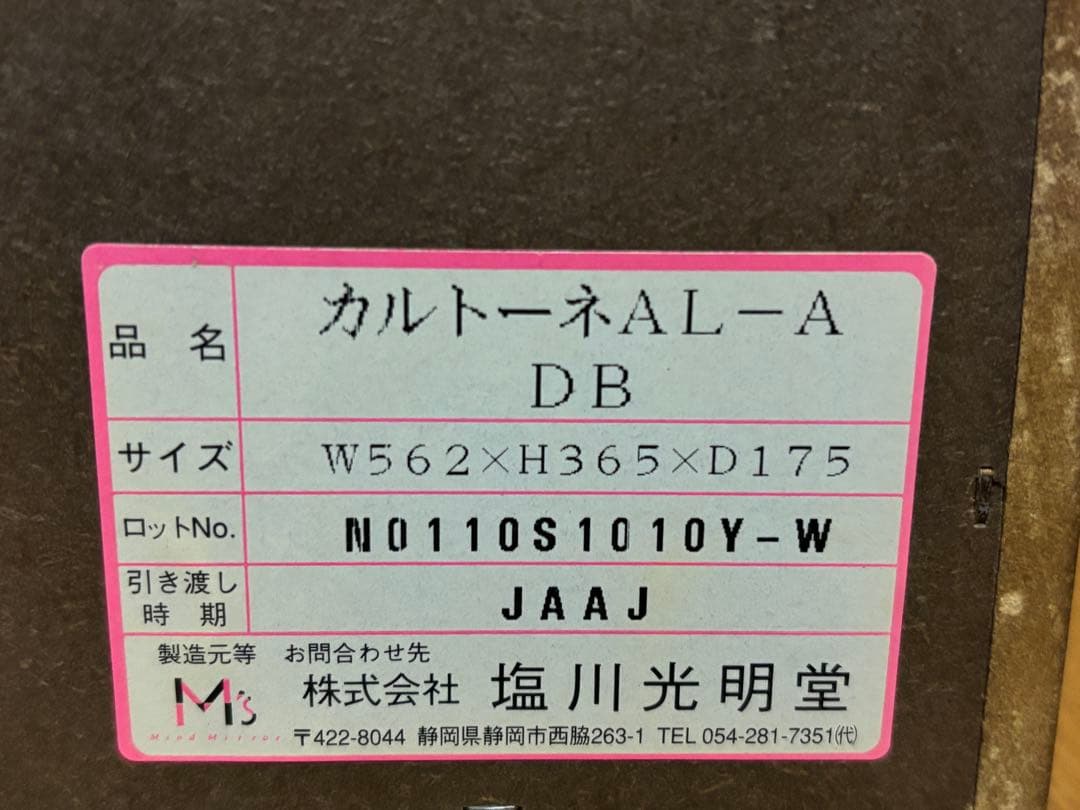 品名 カルトーネAL－A
DB
サイズ W562×H365×D175
ロットNo. N0110S1010Y-W
引き渡し
時期 JAAJ
製造元等 お問合わせ先
M's 株式会社 塩川光明堂
Mind Mirror 〒422-8044 静岡県静岡市西脇263-1 TEL 054-281-7351㈹